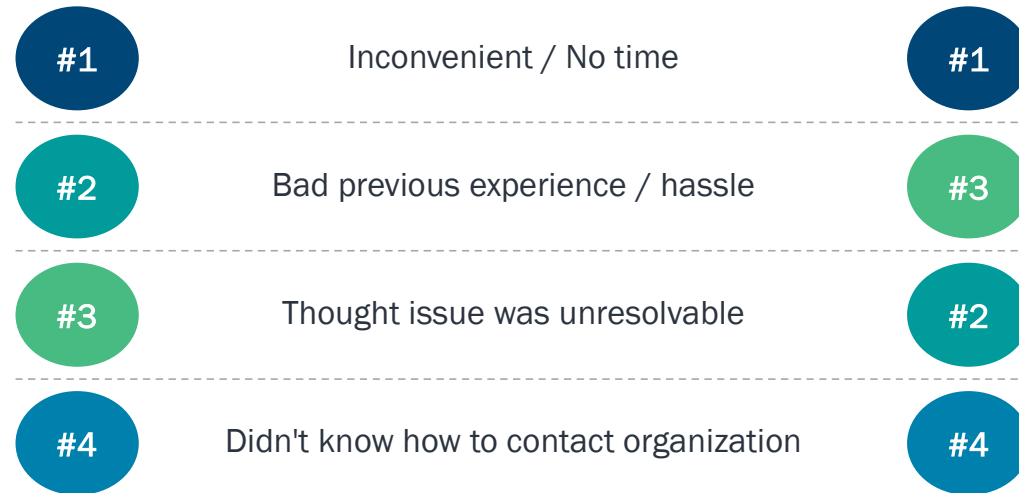 #1 Inconvenient / No time #1
#2 Bad previous experience / hassle #3
#3 Thought issue was unresolvable #2
#4 Didn't know how to contact organization #4